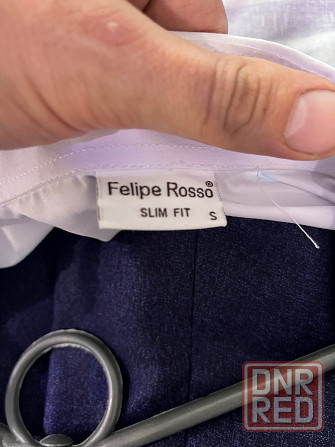 Felipe Rosso®
SLIM FIT S
DNR
RED